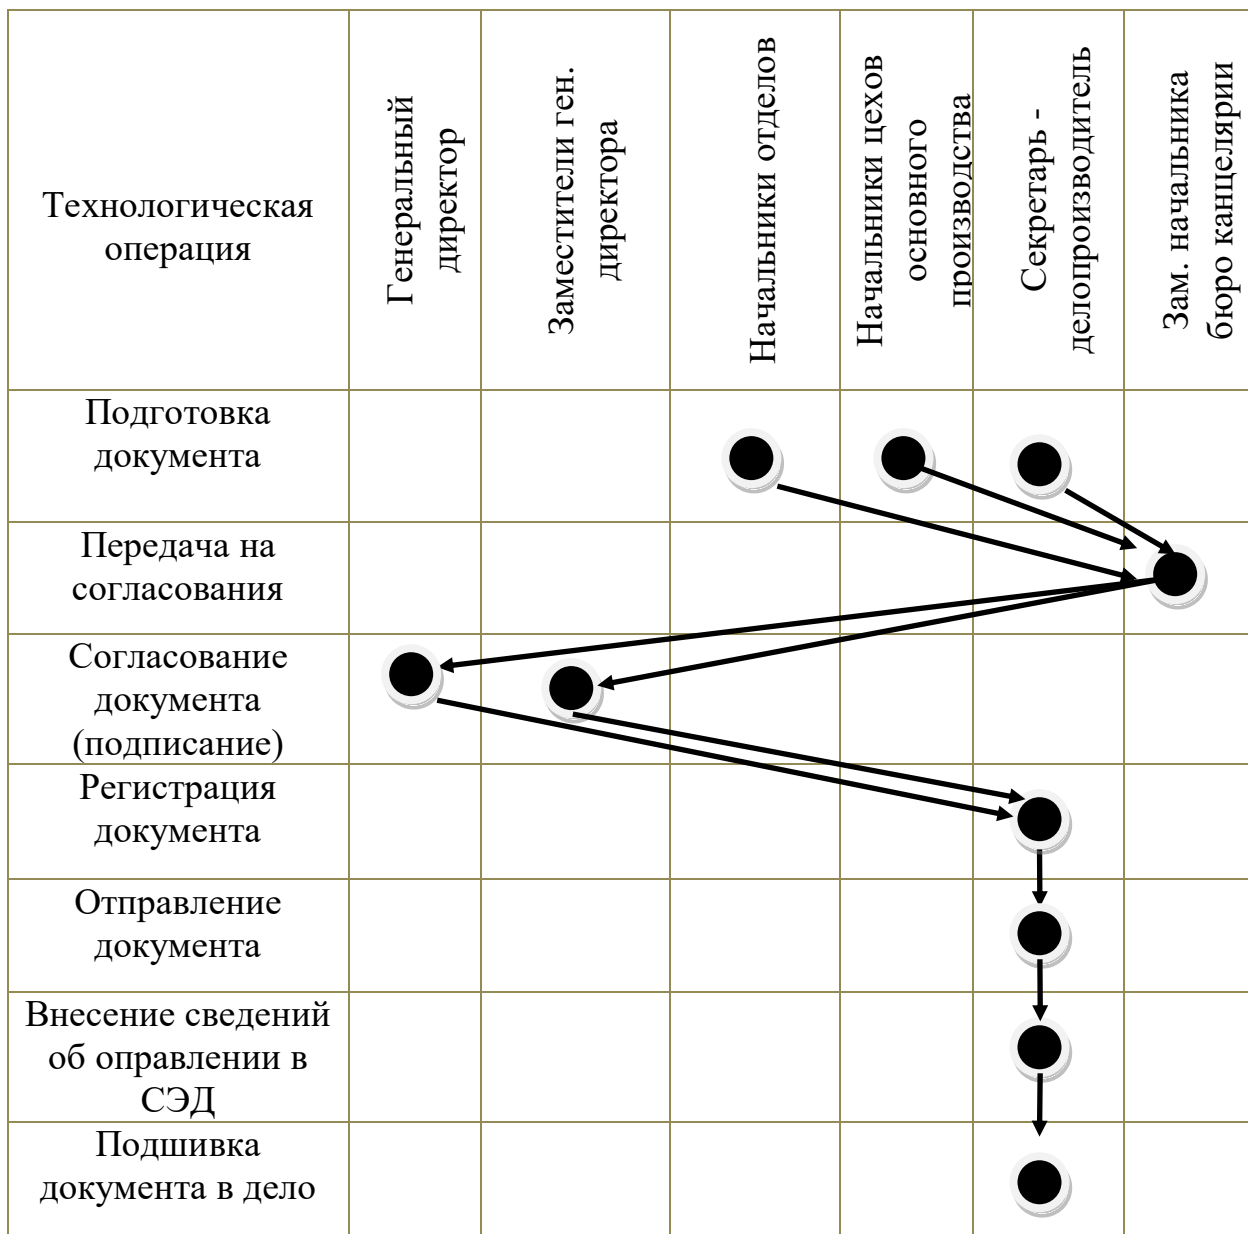 Технологическая
операция
Генеральный
директор
Заместители ген.
директора
Начальники отделов
Начальники цехов
основного
производства
Секретарь -
делопроизводитель
Зам. начальника
бюро канцелярии
Подготовка
документа
Передача на
согласования
Согласование
документа
(подписание)
Регистрация
документа
Отправление
документа
Внесение сведений
об оправлении в
СЭД
Подшивка
документа в дело